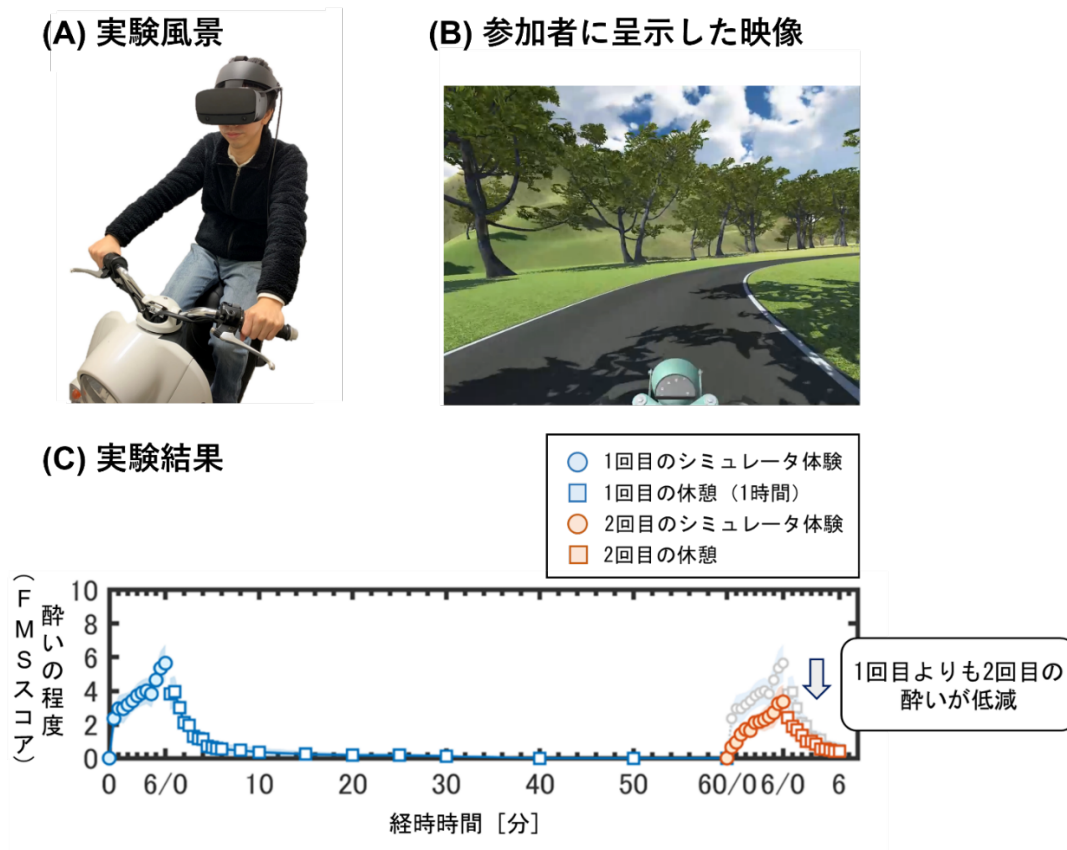 (A) 実験風景
(B) 参加者に呈示した映像
(C) 実験結果
1回目のシミュレータ体験
1回目の休憩（1時間）
2回目のシミュレータ体験
2回目の休憩
酔いの程度
（FMSスコア）
10
8
6
4
2
0
0 6/0 10 20 30 40 50 60/0 6/0 6
経時時間［分］
1回目よりも2回目の
酔いが低減